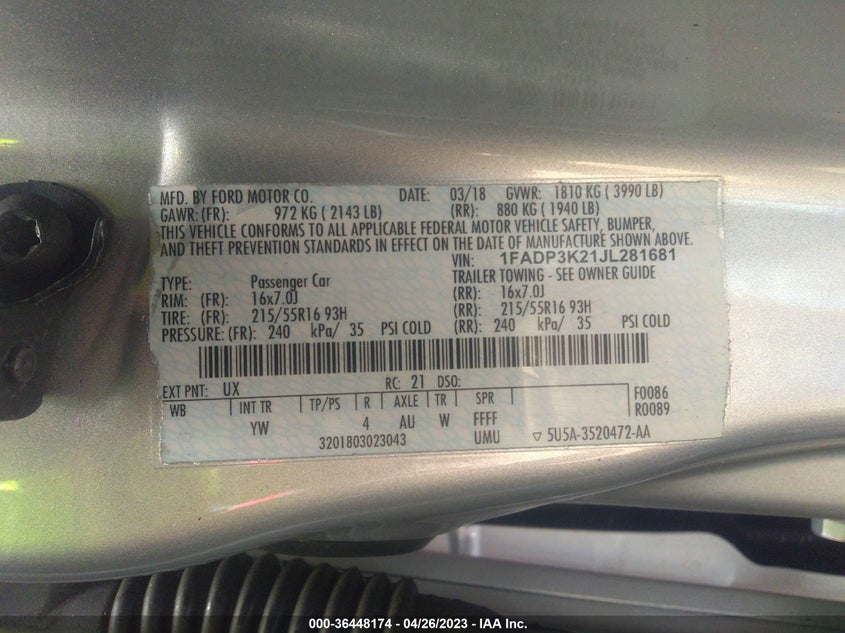 MFD. BY FORD MOTOR CO. DATE: 03/18 GVWR: 1810 KG ( 3990 LB)
GAWR: (FR): 972 KG ( 2143 LB) (RR): 880 KG ( 1940 LB)
THIS VEHICLE CONFORMS TO ALL APPLICABLE FEDERAL MOTOR VEHICLE SAFETY, BUMPER,
AND THEFT PREVENTION STANDARDS IN EFFECT ON THE DATE OF MANUFACTURE SHOWN ABOVE.
VIN: 1FADP3K21JL281681
TYPE: Passenger Car TRAILER TOWING - SEE OWNER GUIDE
RIM: (FR): 16x7.0J (RR): 16x7.0J
TIRE: (FR): 215/55R16 93H (RR): 215/55R16 93H
PRESSURE: (FR): 240 kPa/ 35 PSI COLD (RR): 240 kPa/ 35 PSI COLD
EXT PNT: UX RC: 21 DSO:
WB INT TR TP/PS R AXLE TR SPR F0086
YW 4 AU W FFFF R0089
3201803023043 UMU ▽ 5U5A-3520472-AA
000-36448174 - 04/26/2023 - IAA Inc.